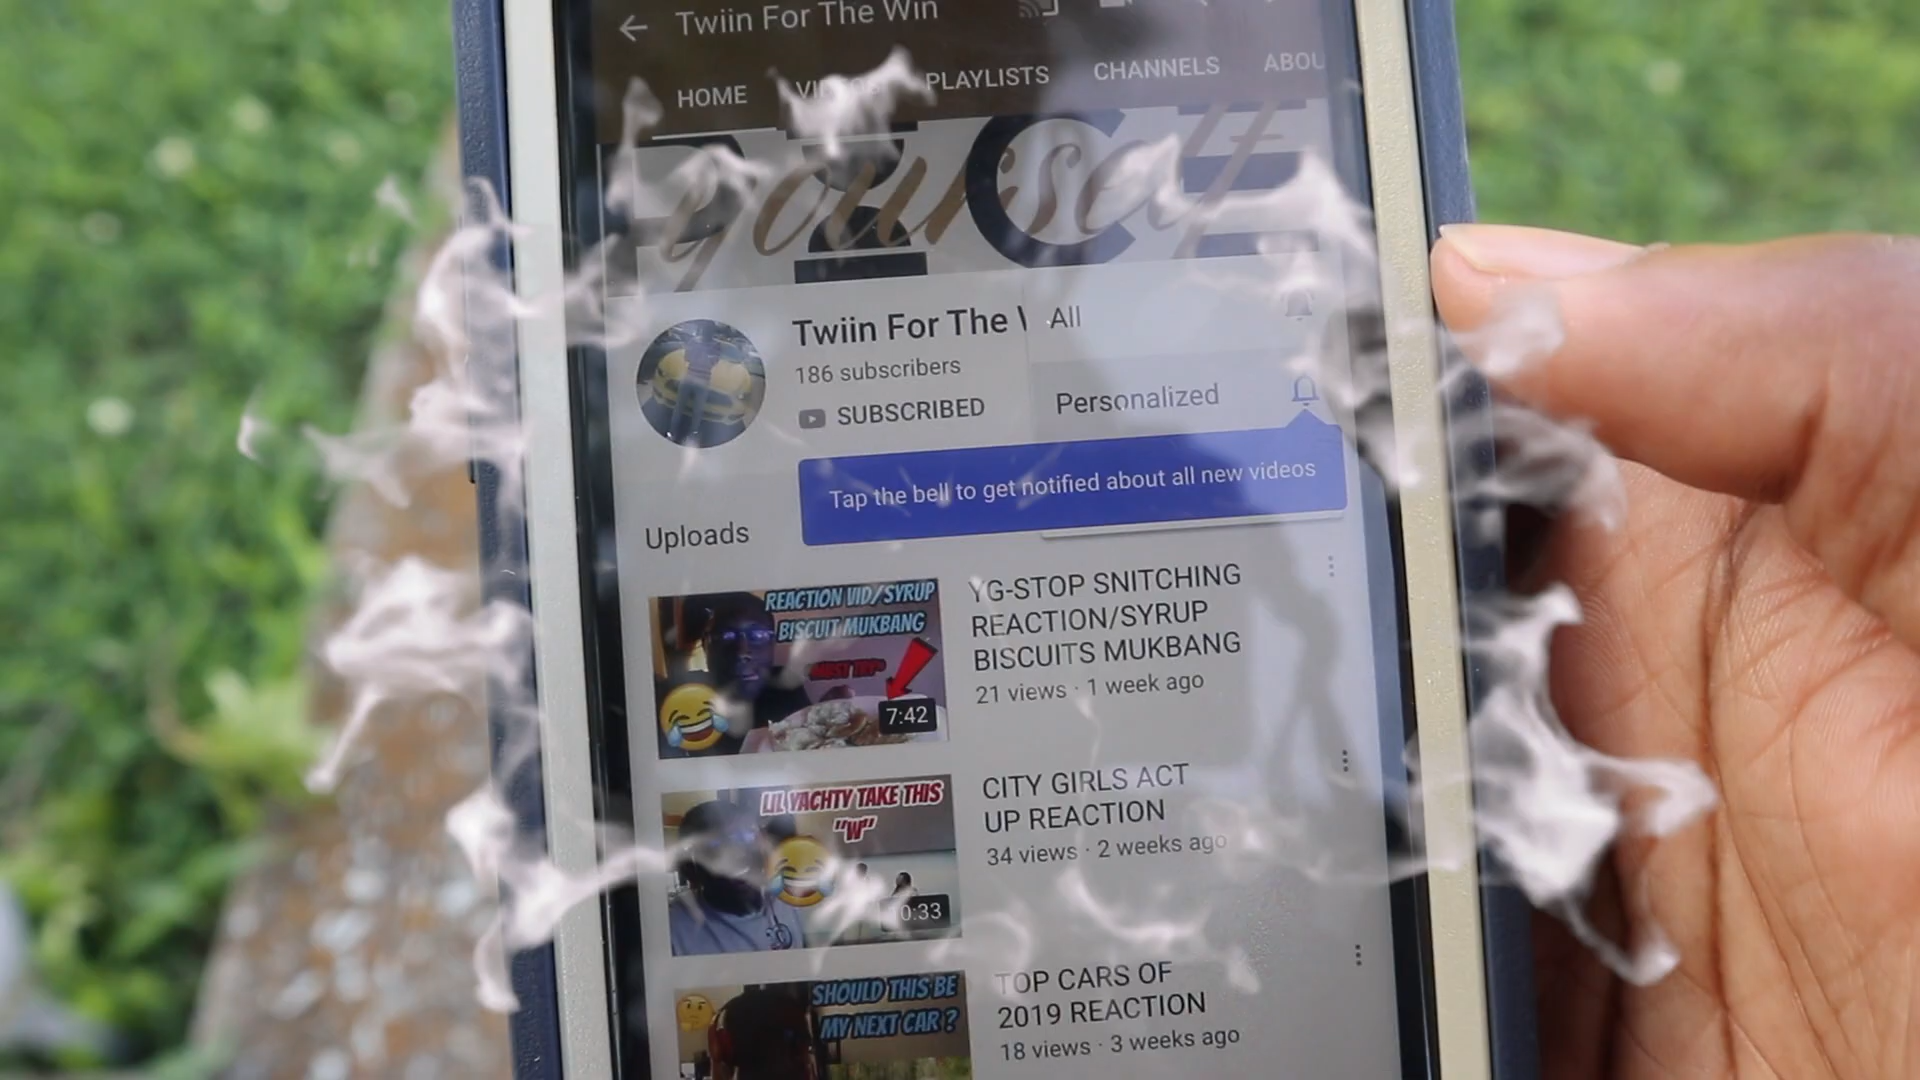 Twiin For The Win
HOME VIDEOS PLAYLISTS CHANNELS ABOU
yourself
Twiin For The
All
186 subscribers
SUBSCRIBED
Personalized
Tap the bell to get notified about all new videos
Uploads
REACTION VID/SYRUP
BISCUIT MUKBANG
7:42
YG-STOP SNITCHING
REACTION/SYRUP
BISCUITS MUKBANG
21 views · 1 week ago
LIL YACHTY TAKE THIS
"W"
0:33
CITY GIRLS ACT
UP REACTION
34 views · 2 weeks ago
SHOULD THIS BE
MY NEXT CAR ?
TOP CARS OF
2019 REACTION
18 views · 3 weeks ago